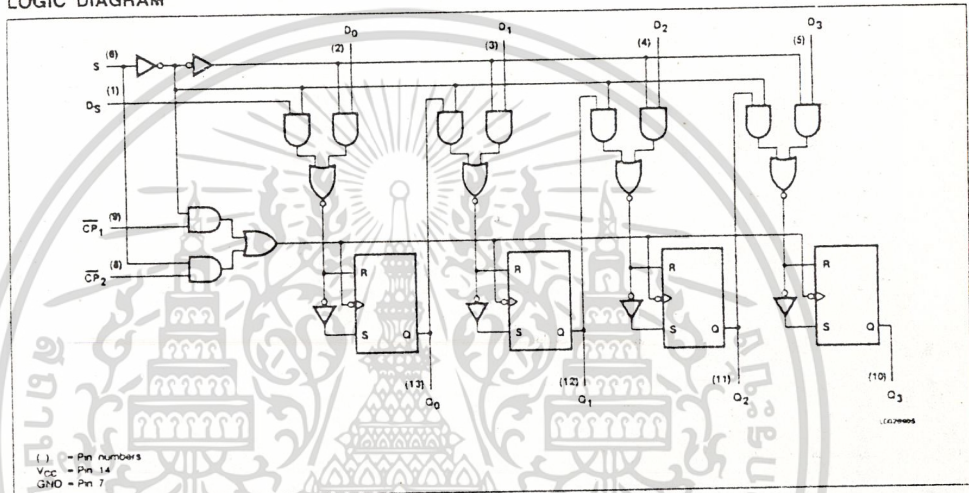 LOGIC DIAGRAM
D0
D1
D2
D3
(2)
(3)
(4)
(5)
S (6)
DS (1)
CP1 (9)
CP2 (8)
R
S
Q
R
S
Q
R
S
Q
R
S
Q
(13)
(12)
(11)
(10)
Q0
Q1
Q2
Q3
( ) = Pin numbers
VCC = Pin 14
GND = Pin 7